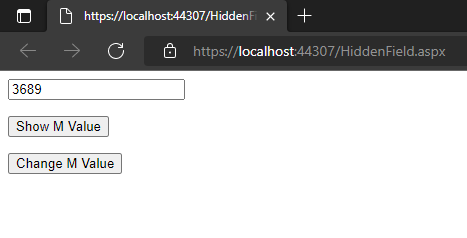 https://localhost:44307/HiddenFi
https://localhost:44307/HiddenField.aspx
3689
Show M Value
Change M Value